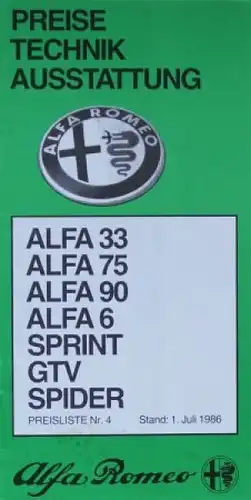 PREISE
TECHNIK
AUSSTATTUNG
ALFA ROMEO
ALFA 33
ALFA 75
ALFA 90
ALFA 6
SPRINT
GTV
SPIDER
PREISLISTE Nr. 4 Stand: 1. Juli 1986
Alfa Romeo